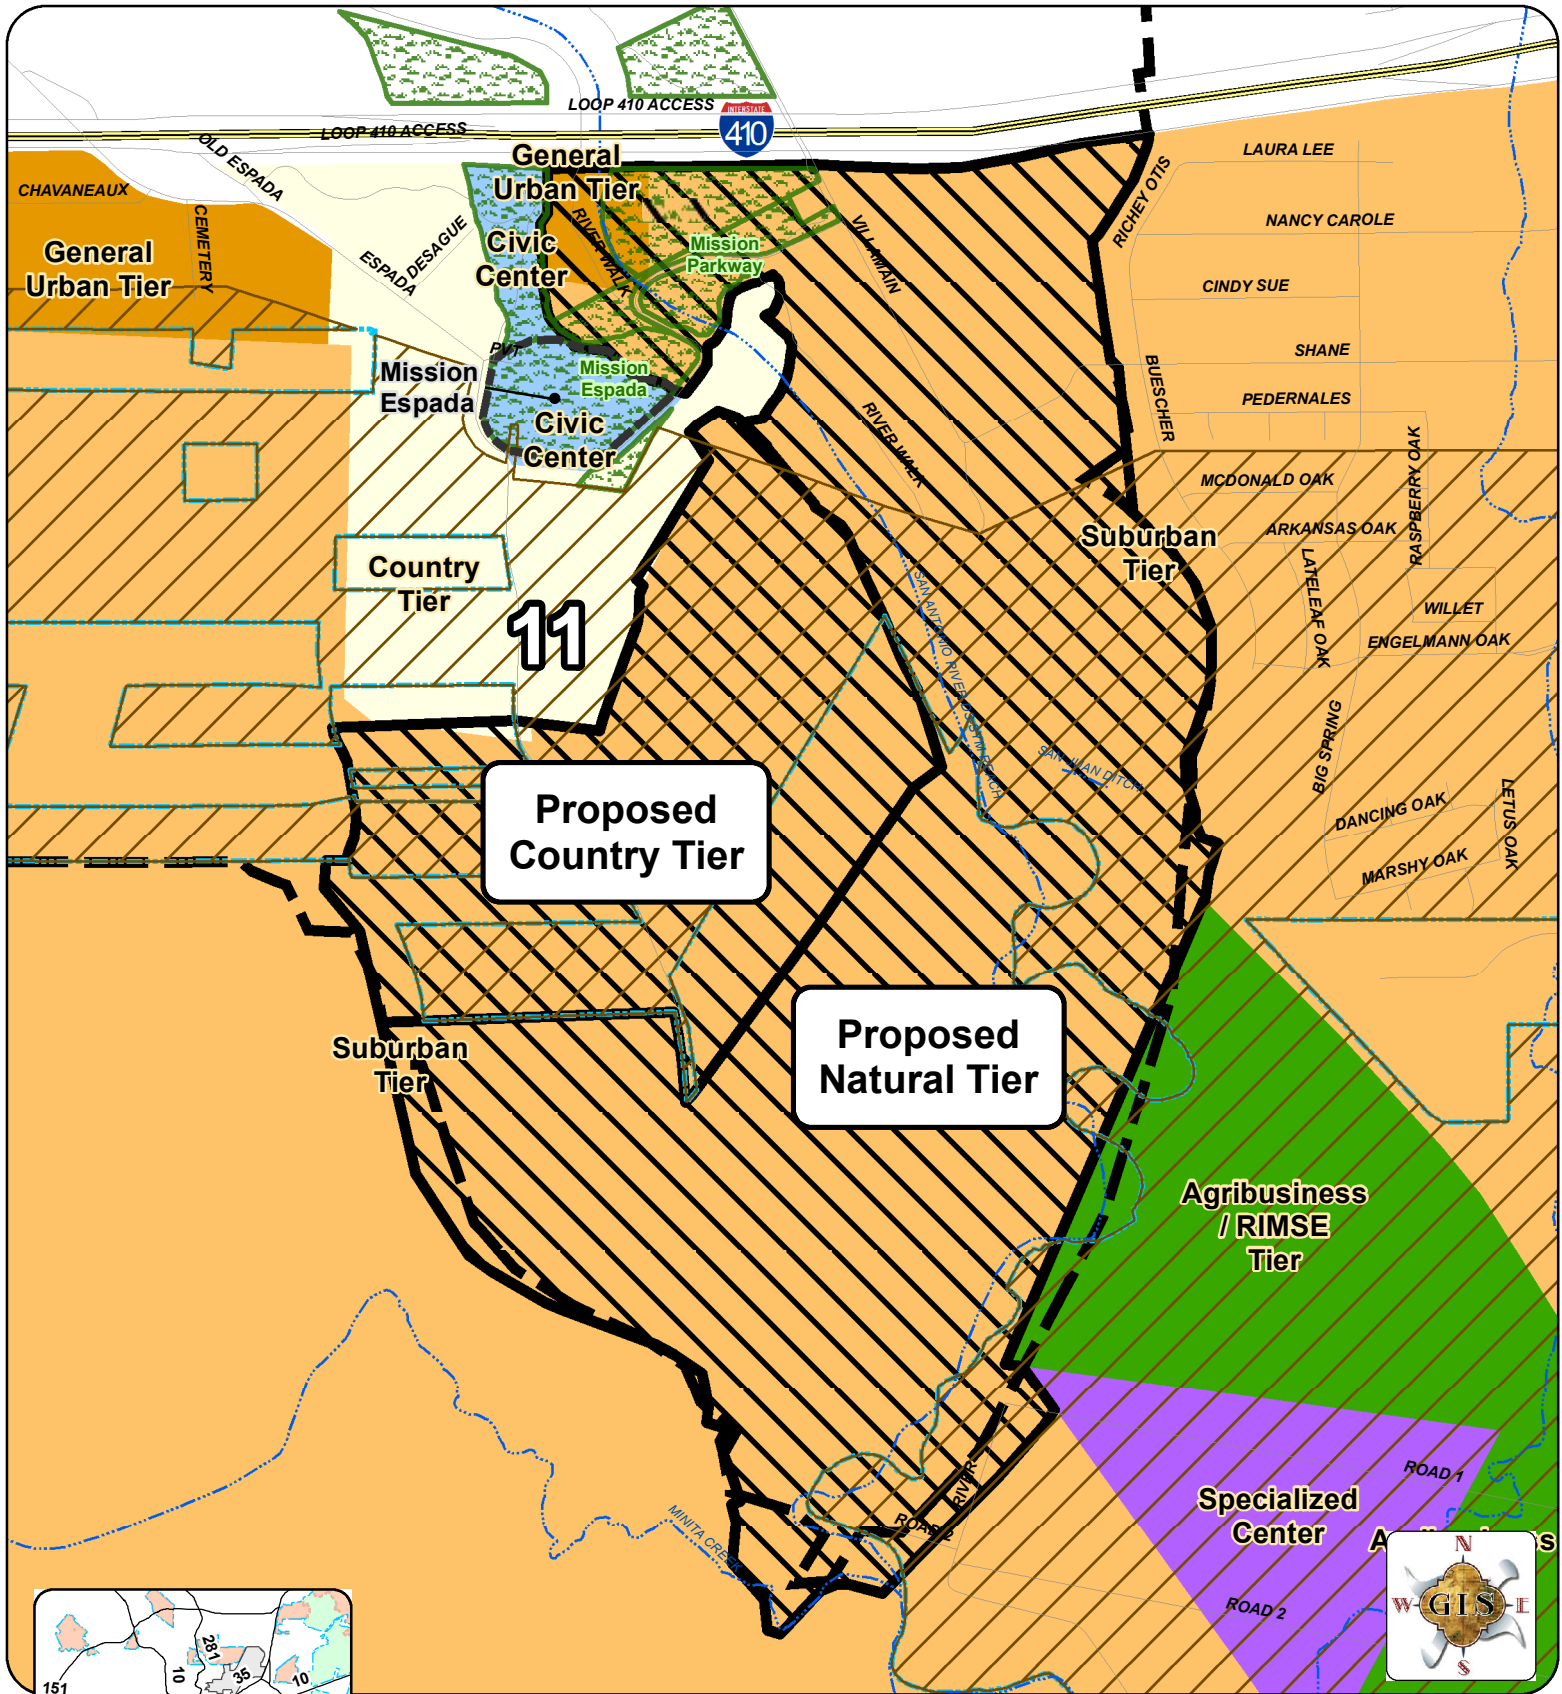 LOOP 410 ACCESS
INTERSTATE
410
LOOP 410 ACCESS
OLD ESPADA
General
Urban Tier
LAURA LEE
CHAVANEAUX
CEMETERY
RICHEY OTIS
NANCY CAROLE
RIVER WALK
VILLAMAIN
General
Urban Tier
ESPADA
DESAGUE
Civic
Center
Mission
Parkway
CINDY SUE
PVT
SHANE
Mission
Espada
Mission
Espada
BUESCHER
PEDERNALES
Civic
Center
RIVER WALK
RASPBERRY OAK
MCDONALD OAK
ARKANSAS OAK
Suburban
Tier
Country
Tier
LATELEAF OAK
11
SAN ANTONIO RIVER
WILLET
ENGELMANN OAK
BIG SPRING
SAN JUAN DITCH
Proposed
Country Tier
DANCING OAK
LETUS OAK
MARSHY OAK
Suburban
Tier
Proposed
Natural Tier
Agribusiness
/ RIMSE
Tier
ROAD 1
RIVER
Specialized
Center
ROAD 2
MINITA CREEK
ROAD 2
N
W GIS E
S
281
10
35
10
151